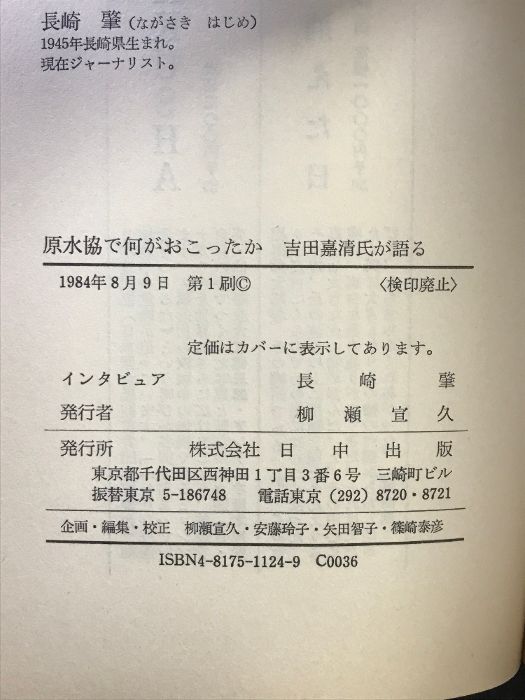 長崎 肇（ながさき はじめ）
1945年長崎県生まれ。
現在ジャーナリスト。
原水協で何がおこったか 吉田嘉清氏が語る
1984年8月9日 第1刷© 〈検印廃止〉
定価はカバーに表示してあります。
インタビュア 長崎肇
発行者 柳瀬宣久
発行所 株式会社 日中出版
東京都千代田区西神田1丁目3番6号 三崎町ビル
振替東京 5-186748 電話東京 (292) 8720・8721
企画・編集・校正 柳瀬宣久・安藤玲子・矢田智子・篠崎泰彦
ISBN4-8175-1124-9 C0036